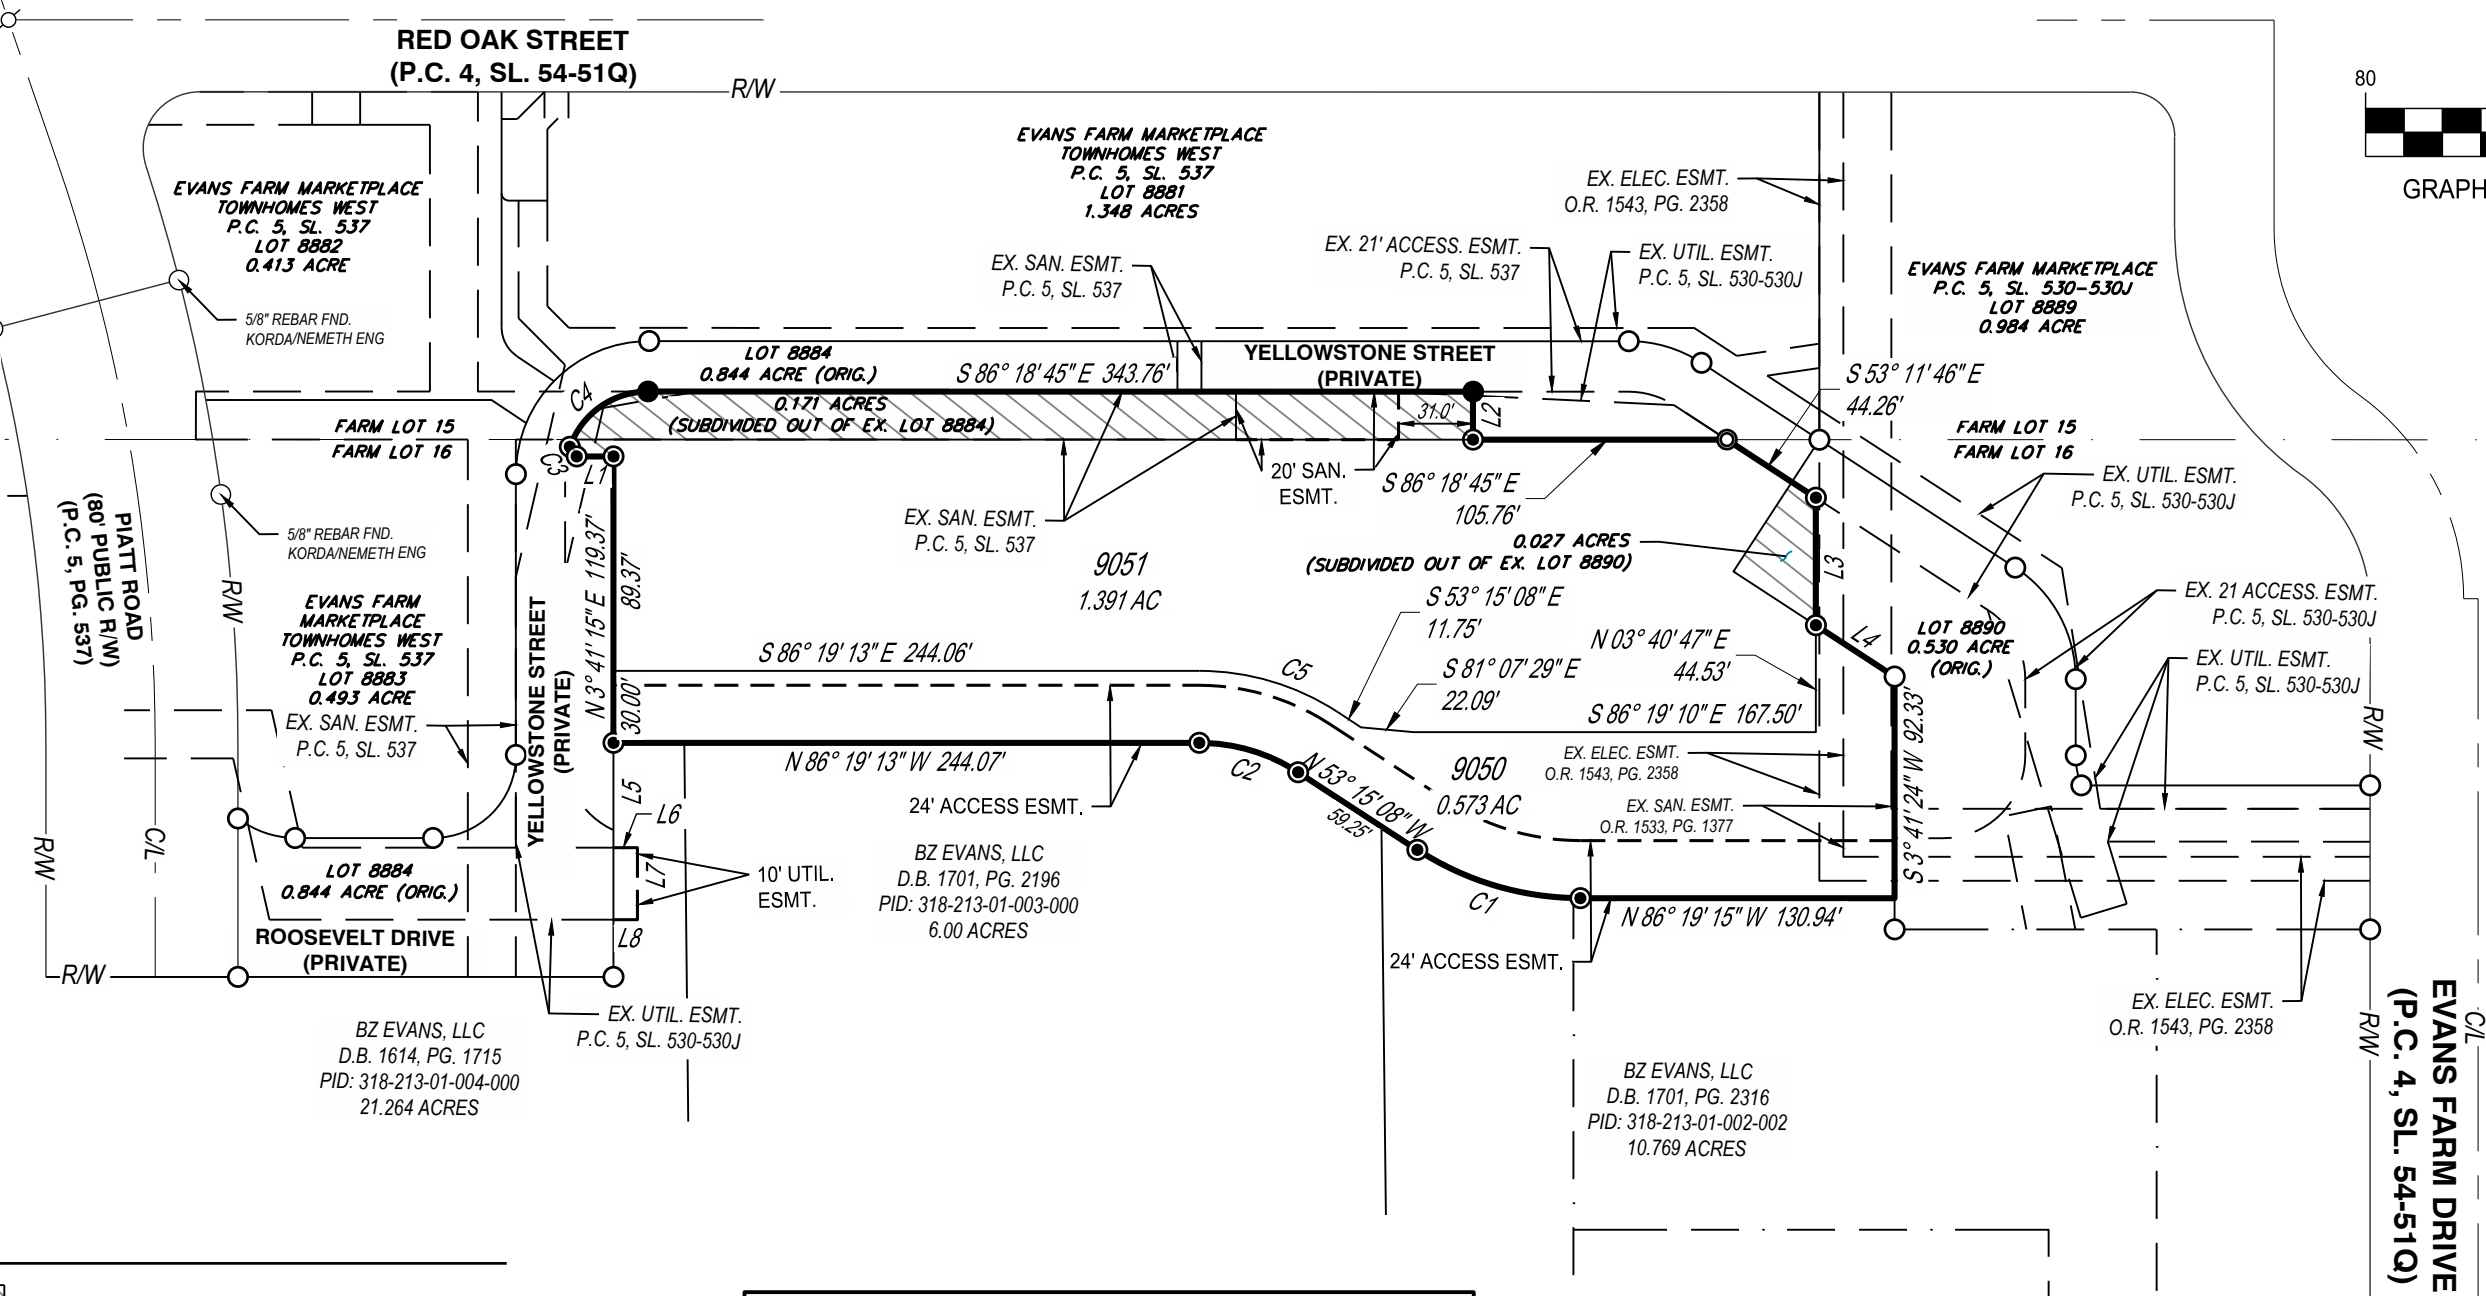 RED OAK STREET
(P.C. 4, SL. 54-51Q)
R/W
80
GRAPH
EVANS FARM MARKETPLACE
TOWNHOMES WEST
P.C. 5, SL. 537
LOT 8882
0.413 ACRE
EVANS FARM MARKETPLACE
TOWNHOMES WEST
P.C. 5, SL. 537
LOT 8881
1.348 ACRES
EX. ELEC. ESMT.
O.R. 1543, PG. 2358
EX. SAN. ESMT.
P.C. 5, SL. 537
EX. 21' ACCESS. ESMT.
P.C. 5, SL. 537
EX. UTIL. ESMT.
P.C. 5, SL. 530-530J
EVANS FARM MARKETPLACE
P.C. 5, SL. 530-530J
LOT 8889
0.984 ACRE
5/8" REBAR FND.
KORDA/NEMETH ENG
LOT 8884
0.844 ACRE (ORIG.)
S 86° 18' 45" E 343.76'
YELLOWSTONE STREET
(PRIVATE)
S 53° 11' 46" E
44.26'
C4
0.171 ACRES
(SUBDIVIDED OUT OF EX. LOT 8884)
31.0'
L2
FARM LOT 15
FARM LOT 16
FARM LOT 15
FARM LOT 16
C3
L1
20' SAN.
ESMT.
S 86° 18' 45" E
105.76'
EX. UTIL. ESMT.
P.C. 5, SL. 530-530J
PIATT ROAD
(80' PUBLIC R/W)
(P.C. 5, PG. 537)
5/8" REBAR FND.
KORDA/NEMETH ENG
EX. SAN. ESMT.
P.C. 5, SL. 537
0.027 ACRES
(SUBDIVIDED OUT OF EX. LOT 8890)
L3
9051
1.391 AC
R/W
N 3° 41' 15" E 119.37'
89.37'
30.00'
EVANS FARM
MARKETPLACE
TOWNHOMES WEST
P.C. 5, SL. 537
LOT 8883
0.493 ACRE
YELLOWSTONE STREET
(PRIVATE)
S 53° 15' 08" E
11.75'
N 03° 40' 47" E
44.53'
L4
LOT 8890
0.530 ACRE
(ORIG.)
EX. 21 ACCESS. ESMT.
P.C. 5, SL. 530-530J
S 86° 19' 13" E 244.06'
C5
S 81° 07' 29" E
22.09'
EX. UTIL. ESMT.
P.C. 5, SL. 530-530J
S 86° 19' 10" E 167.50'
EX. SAN. ESMT.
P.C. 5, SL. 537
R/W
N 86° 19' 13" W 244.07'
C2
N 53° 15' 08" W
59.25'
9050
0.573 AC
EX. ELEC. ESMT.
O.R. 1543, PG. 2358
EX. SAN. ESMT.
O.R. 1533, PG. 1377
S 3° 41' 24" W 92.33'
L5
L6
24' ACCESS ESMT.
R/W
C/L
LOT 8884
0.844 ACRE (ORIG.)
L7
10' UTIL.
ESMT.
BZ EVANS, LLC
D.B. 1701, PG. 2196
PID: 318-213-01-003-000
6.00 ACRES
C1
N 86° 19' 15" W 130.94'
ROOSEVELT DRIVE
(PRIVATE)
L8
24' ACCESS ESMT.
R/W
EX. UTIL. ESMT.
P.C. 5, SL. 530-530J
EX. ELEC. ESMT.
O.R. 1543, PG. 2358
R/W
C/L
EVANS FARM DRIVE
(P.C. 4, SL. 54-51Q)
BZ EVANS, LLC
D.B. 1614, PG. 1715
PID: 318-213-01-004-000
21.264 ACRES
BZ EVANS, LLC
D.B. 1701, PG. 2316
PID: 318-213-01-002-002
10.769 ACRES